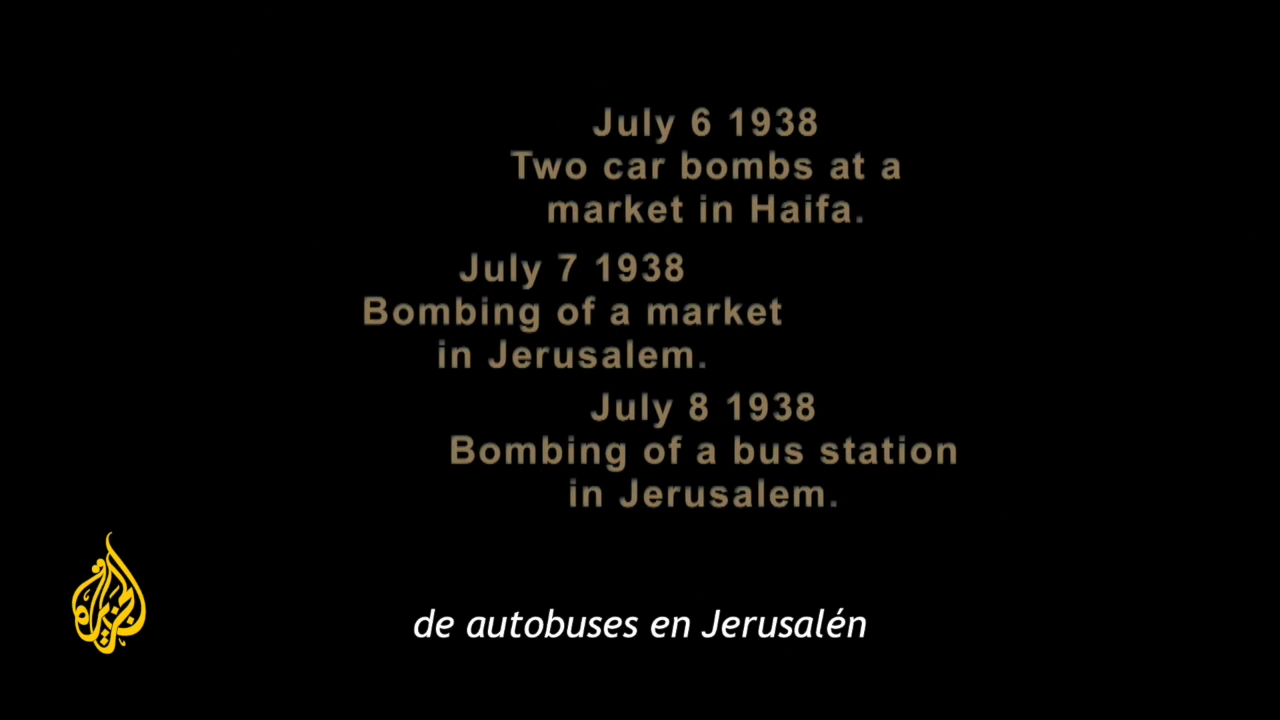 July 6 1938
Two car bombs at a
market in Haifa.
July 7 1938
Bombing of a market
in Jerusalem.
July 8 1938
Bombing of a bus station
in Jerusalem.
الجزيرة
de autobuses en Jerusalén